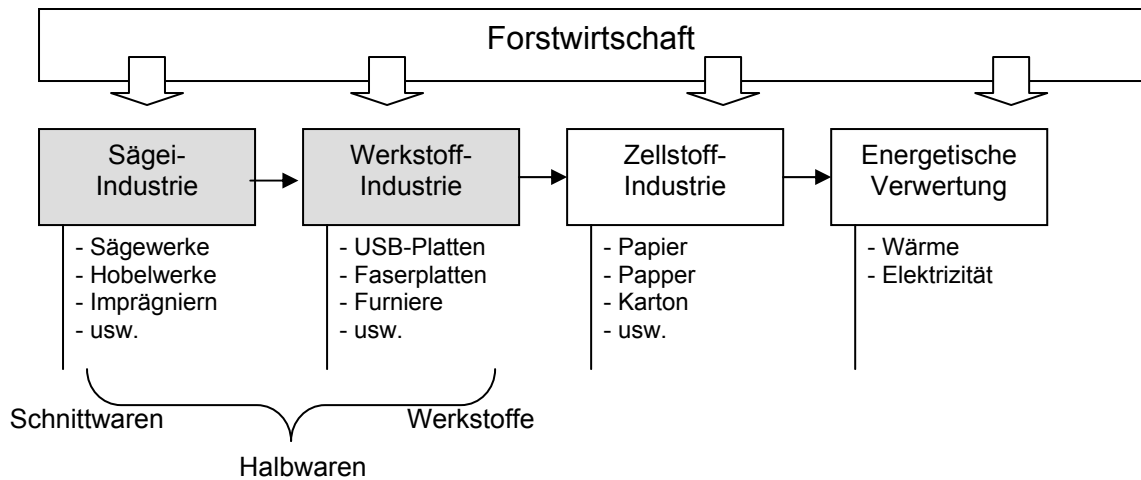 Forstwirtschaft
Sägei-
Industrie
Werkstoff-
Industrie
Zellstoff-
Industrie
Energetische
Verwertung
- Sägewerke
- Hobelwerke
- Imprägniern
- usw.
- USB-Platten
- Faserplatten
- Furniere
- usw.
- Papier
- Papper
- Karton
- usw.
- Wärme
- Elektrizität
Schnittwaren
Werkstoffe
Halbwaren